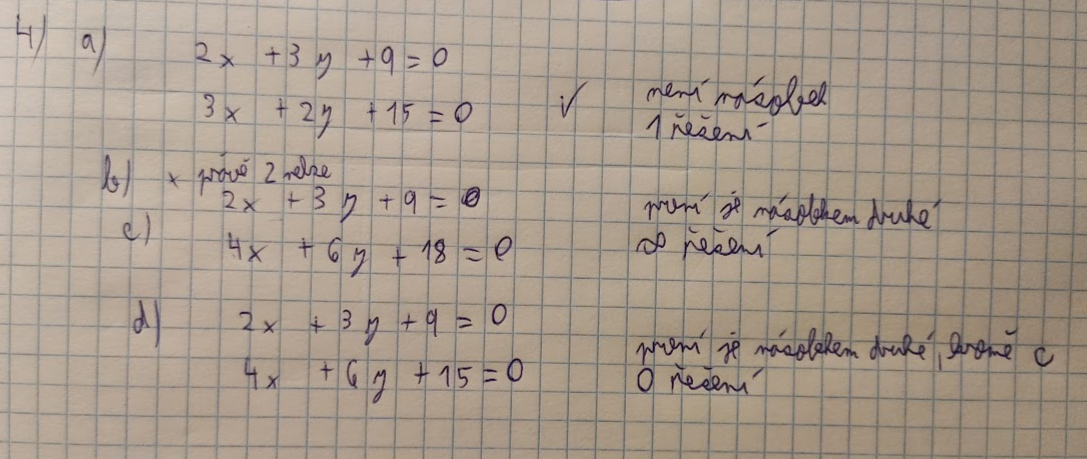 4) a) 2x + 3y + 9 = 0
3x + 2y + 15 = 0 ✓ není násobek
1 řešení
b) x právě 2 nelze
c) 2x + 3y + 9 = 0 první je násobkem druhé
4x + 6y + 18 = 0 ∞ řešení
d) 2x + 3y + 9 = 0
4x + 6y + 15 = 0 první je násobkem druhé, kromě c
0 řešení